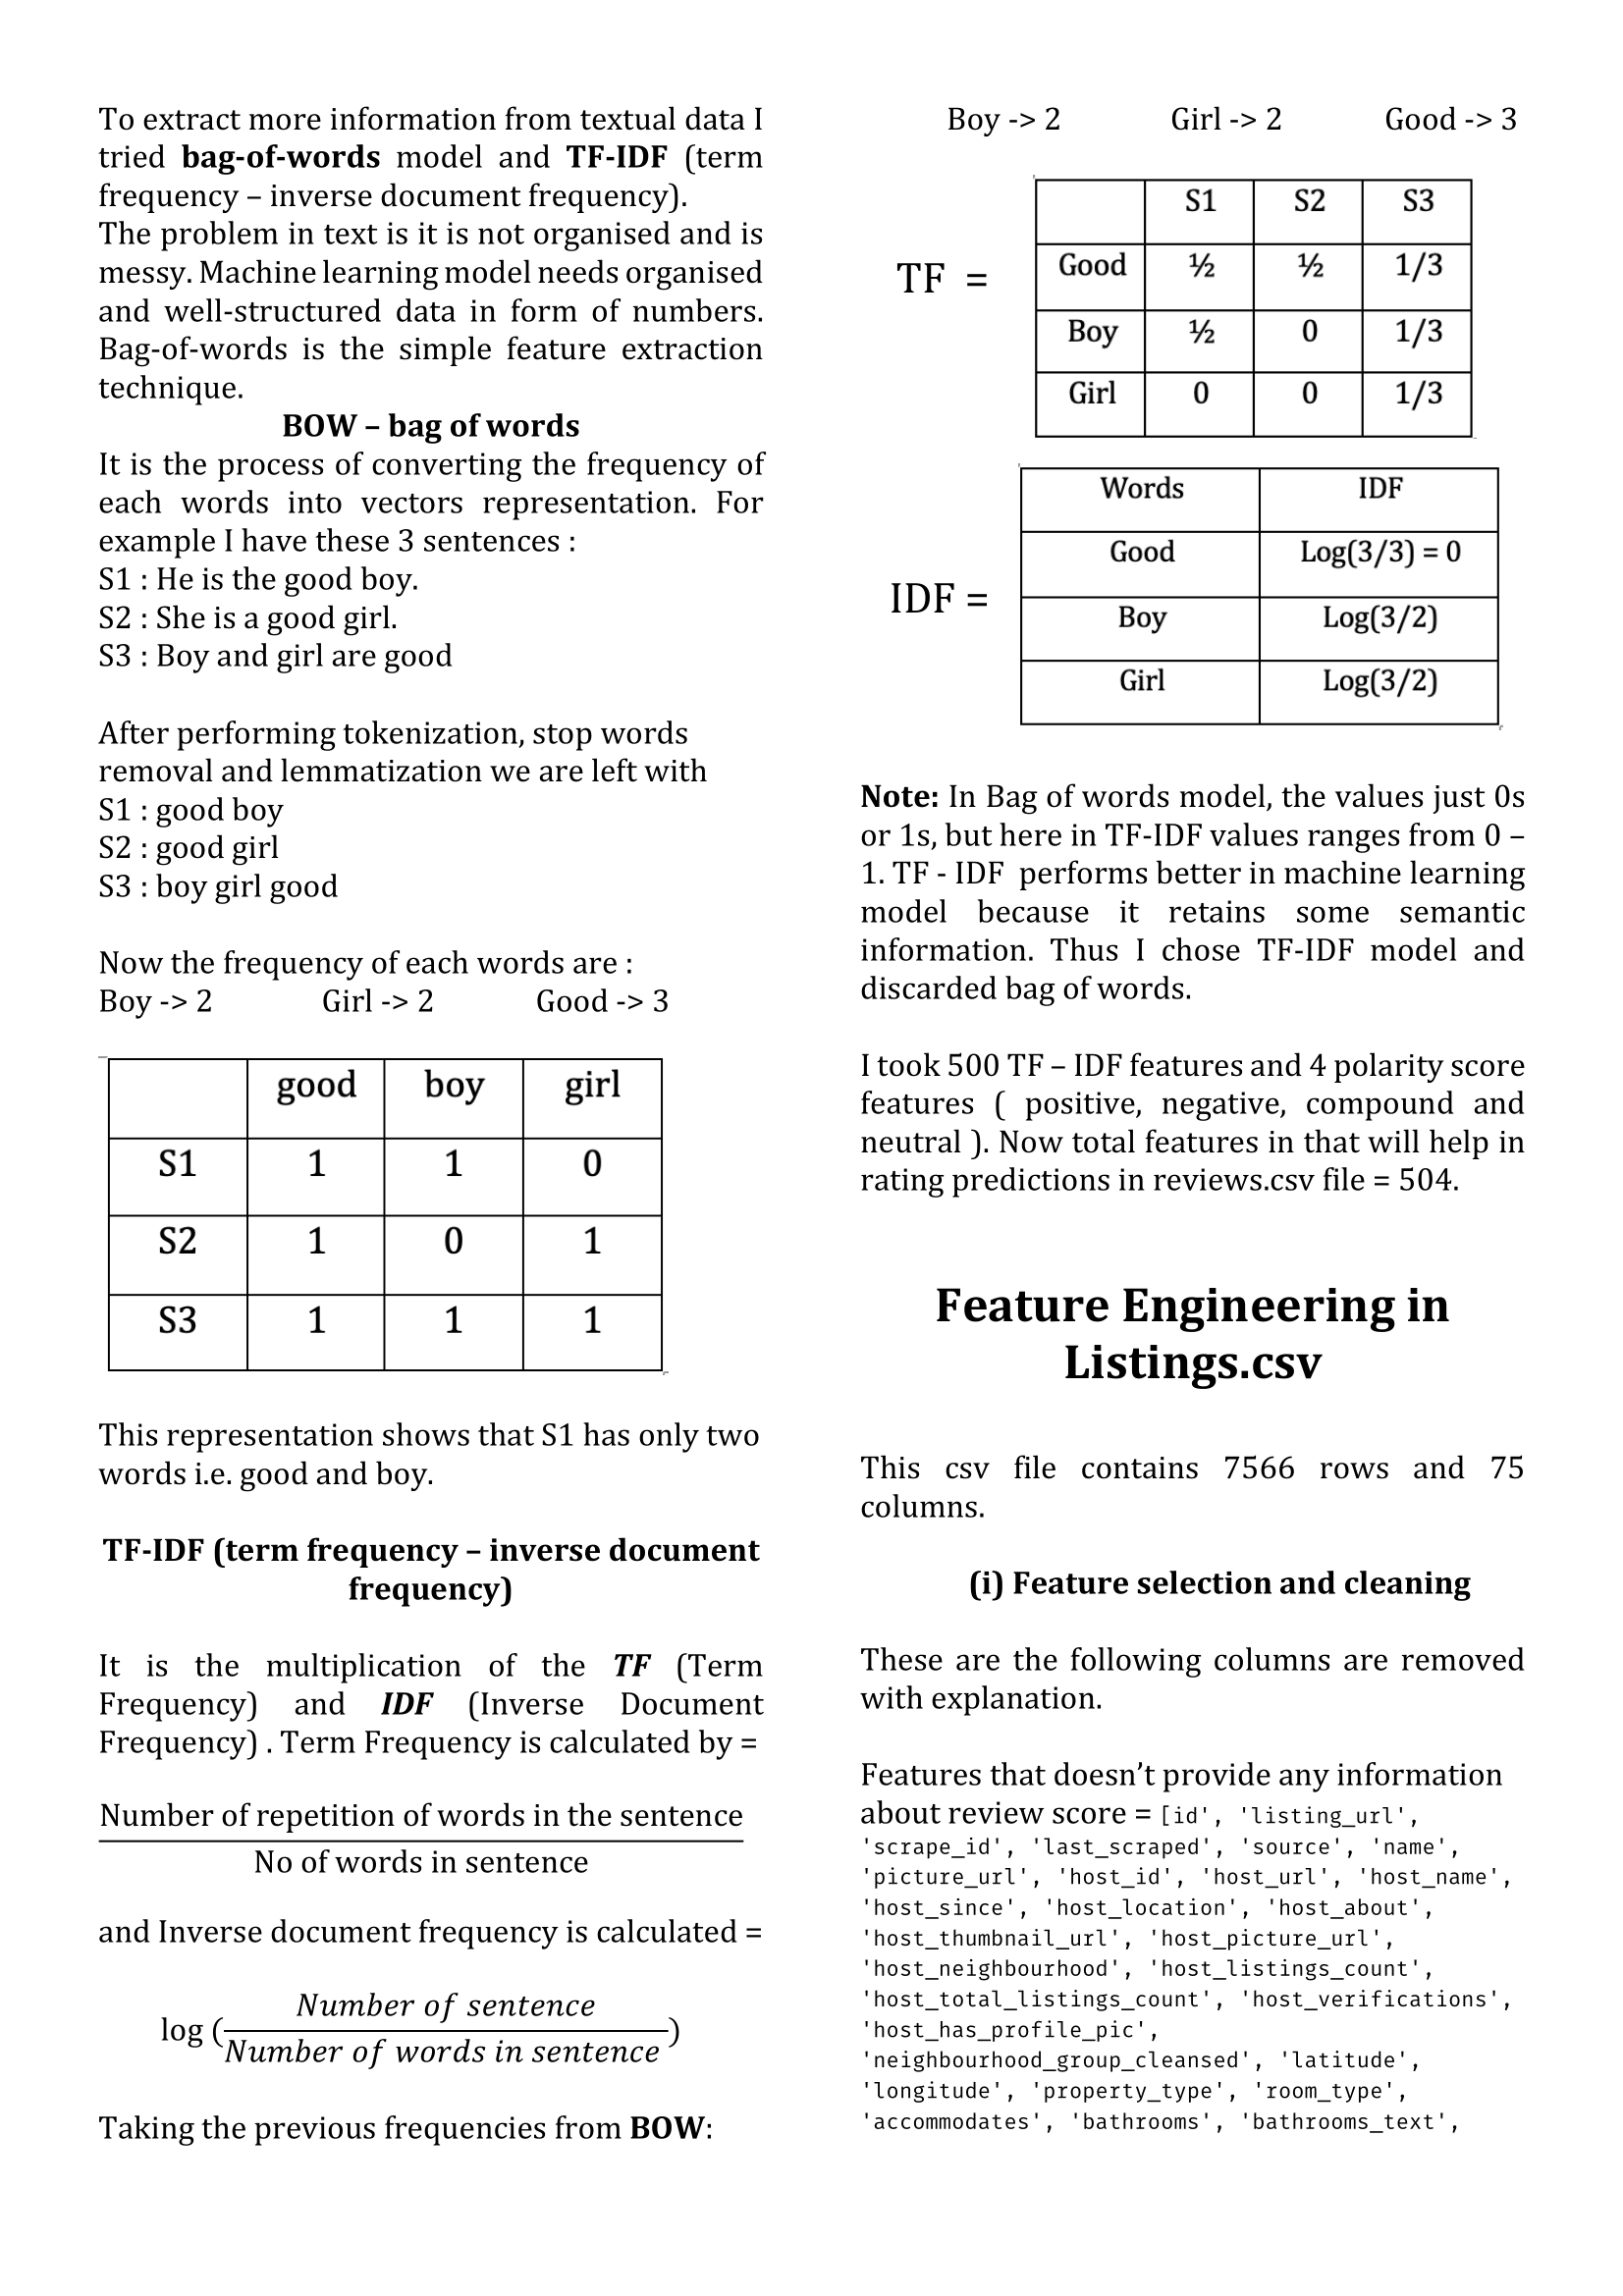 To extract more information from textual data I
tried bag-of-words model and TF-IDF (term
frequency – inverse document frequency).
The problem in text is it is not organised and is
messy. Machine learning model needs organised
and well-structured data in form of numbers.
Bag-of-words is the simple feature extraction
technique.
BOW – bag of words
It is the process of converting the frequency of
each words into vectors representation. For
example I have these 3 sentences :
S1 : He is the good boy.
S2 : She is a good girl.
S3 : Boy and girl are good
After performing tokenization, stop words
removal and lemmatization we are left with
S1 : good boy
S2 : good girl
S3 : boy girl good
Now the frequency of each words are :
Boy -> 2 Girl -> 2 Good -> 3
good boy girl
S1 1 1 0
S2 1 0 1
S3 1 1 1
This representation shows that S1 has only two
words i.e. good and boy.
TF-IDF (term frequency – inverse document
frequency)
It is the multiplication of the TF (Term
Frequency) and IDF (Inverse Document
Frequency) . Term Frequency is calculated by =
Number of repetition of words in the sentence
No of words in sentence
and Inverse document frequency is calculated =
Number of sentence
log ( )
Number of words in sentence
Taking the previous frequencies from BOW:
Boy -> 2 Girl -> 2 Good -> 3
S1 S2 S3
Good ½ ½ 1/3
TF =
Boy ½ 0 1/3
Girl 0 0 1/3
Words IDF
Good Log(3/3) = 0
IDF =
Boy Log(3/2)
Girl Log(3/2)
Note: In Bag of words model, the values just 0s
or 1s, but here in TF-IDF values ranges from 0 –
1. TF - IDF performs better in machine learning
model because it retains some semantic
information. Thus I chose TF-IDF model and
discarded bag of words.
I took 500 TF – IDF features and 4 polarity score
features ( positive, negative, compound and
neutral ). Now total features in that will help in
rating predictions in reviews.csv file = 504.
Feature Engineering in
Listings.csv
This csv file contains 7566 rows and 75
columns.
(i) Feature selection and cleaning
These are the following columns are removed
with explanation.
Features that doesn’t provide any information
about review score = [id', 'listing_url',
'scrape_id', 'last_scraped', 'source', 'name',
'picture_url', 'host_id', 'host_url', 'host_name',
'host_since', 'host_location', 'host_about',
'host_thumbnail_url', 'host_picture_url',
'host_neighbourhood', 'host_listings_count',
'host_total_listings_count', 'host_verifications',
'host_has_profile_pic',
'neighbourhood_group_cleansed', 'latitude',
'longitude', 'property_type', 'room_type',
'accommodates', 'bathrooms', 'bathrooms_text',